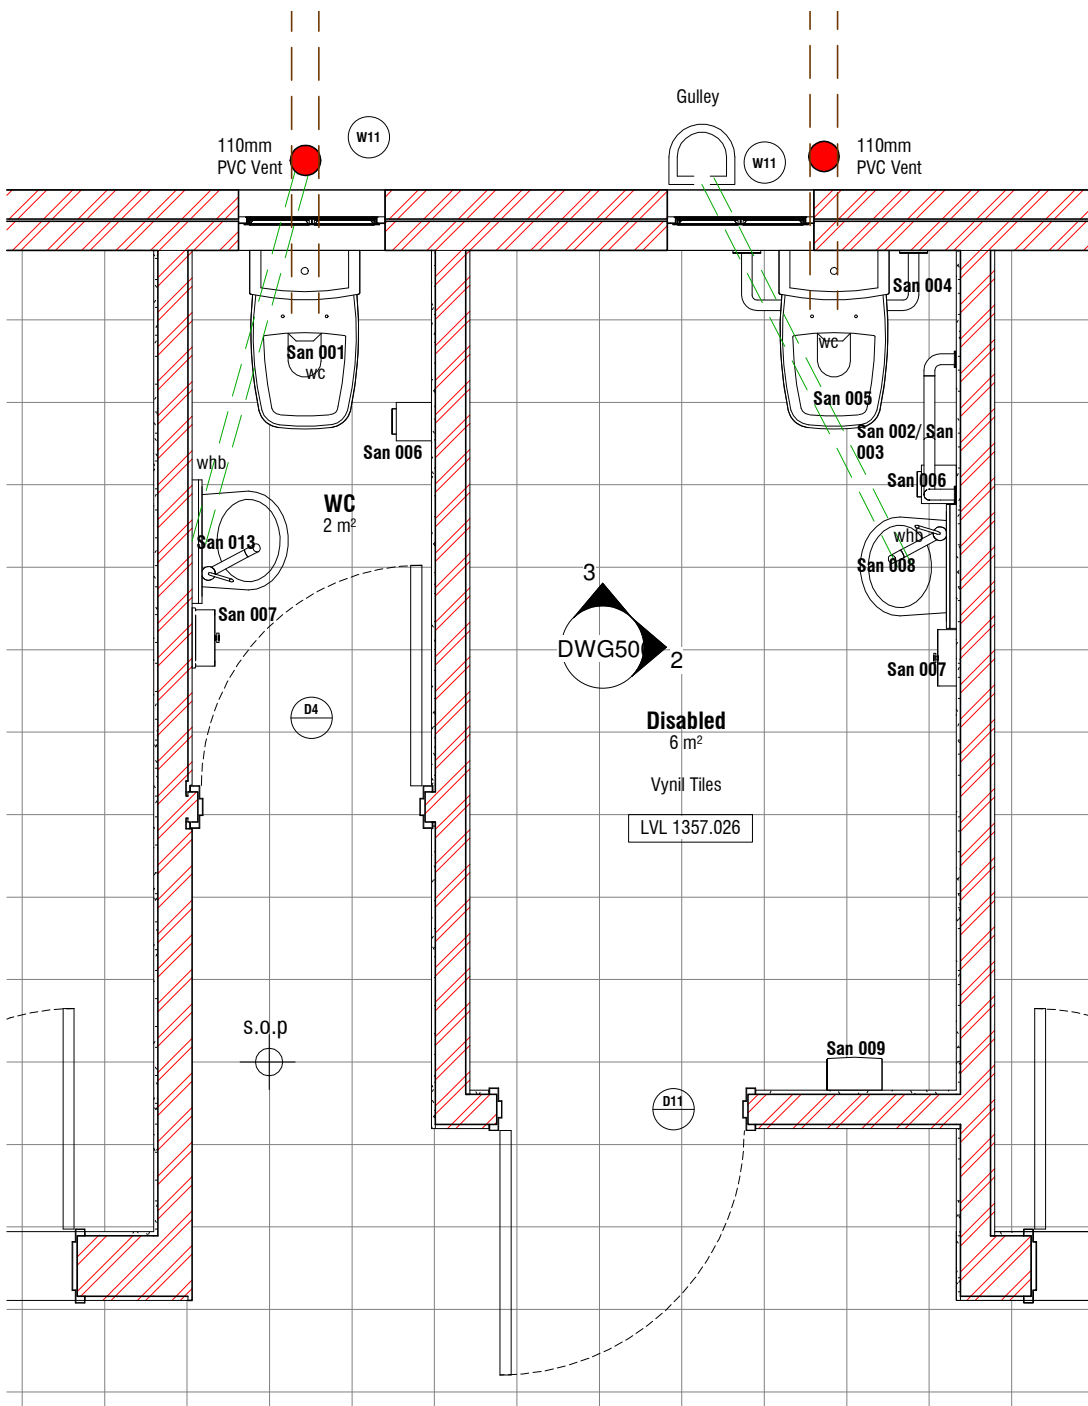 Gulley
W11
110mm
PVC Vent
W11
110mm
PVC Vent
San 004
San 001
wc
wc
San 005
San 006
San 002/ San
003
whb
San 006
WC
2 m²
San 013
whb
San 008
3
San 007
DWG50
2
San 007
D4
Disabled
6 m²
Vynil Tiles
LVL 1357.026
s.o.p
San 009
D11